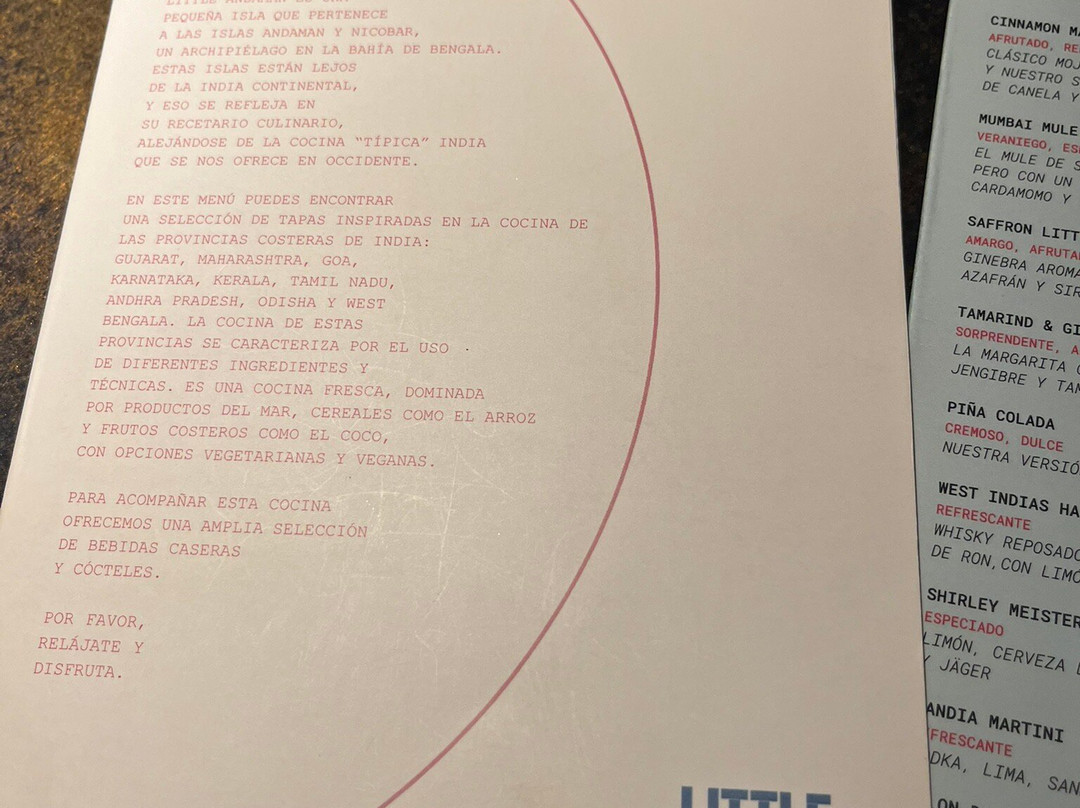 PEQUEÑA ISLA QUE PERTENECE
A LAS ISLAS ANDAMAN Y NICOBAR,
UN ARCHIPIÉLAGO EN LA BAHÍA DE BENGALA.
ESTAS ISLAS ESTÁN LEJOS
DE LA INDIA CONTINENTAL,
Y ESO SE REFLEJA EN
SU RECETARIO CULINARIO,
ALEJÁNDOSE DE LA COCINA “TÍPICA” INDIA
QUE SE NOS OFRECE EN OCCIDENTE.
EN ESTE MENÚ PUEDES ENCONTRAR
UNA SELECCIÓN DE TAPAS INSPIRADAS EN LA COCINA DE
LAS PROVINCIAS COSTERAS DE INDIA:
GUJARAT, MAHARASHTRA, GOA,
KARNATAKA, KERALA, TAMIL NADU,
ANDHRA PRADESH, ODISHA Y WEST
BENGALA. LA COCINA DE ESTAS
PROVINCIAS SE CARACTERIZA POR EL USO
DE DIFERENTES INGREDIENTES Y
TÉCNICAS. ES UNA COCINA FRESCA, DOMINADA
POR PRODUCTOS DEL MAR, CEREALES COMO EL ARROZ
Y FRUTOS COSTEROS COMO EL COCO,
CON OPCIONES VEGETARIANAS Y VEGANAS.
PARA ACOMPAÑAR ESTA COCINA
OFRECEMOS UNA AMPLIA SELECCIÓN
DE BEBIDAS CASERAS
Y CÓCTELES.
POR FAVOR,
RELÁJATE Y
DISFRUTA.
LITTLE
CINNAMON
AFRUTADO,
CLÁSICO
Y NUESTRO
DE CANELA Y
MUMBAI MULE
VERANIEGO,
EL MULE DE
PERO CON UN
CARDAMOMO Y
SAFFRON
AMARGO,
GINEBRA
AZAFRÁN Y
TAMARIND &
SORPRENDENTE,
LA MARGARITA
JENGIBRE Y
PIÑA COLADA
CREMOSO, DULCE
NUESTRA
WEST INDIAS
REFRESCANTE
WHISKY REPOSADO
DE RON, CON
SHIRLEY MEISTER
ESPECIADO
LIMÓN, CERVEZA
Y JÄGER
MARTINI
LIMA,